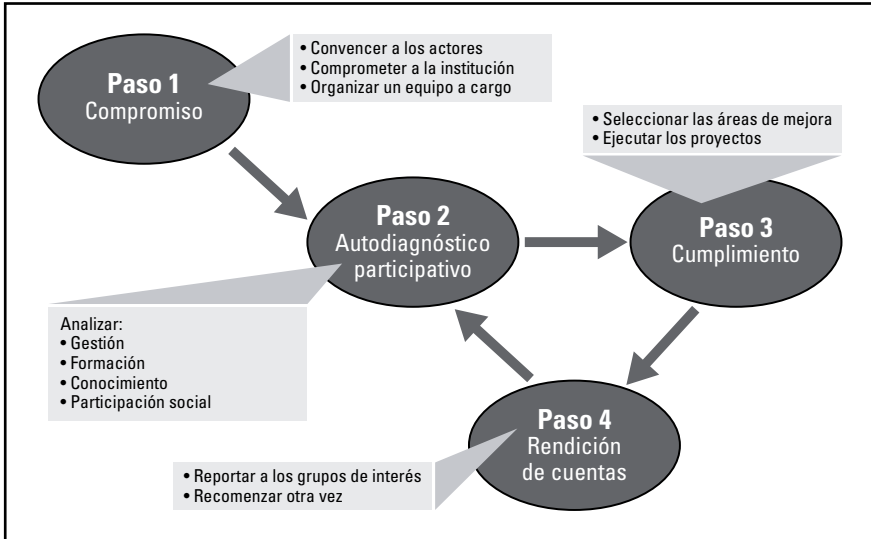 Paso 1
Compromiso
• Convencer a los actores
• Comprometer a la institución
• Organizar un equipo a cargo
Paso 2
Autodiagnóstico
participativo
Analizar:
• Gestión
• Formación
• Conocimiento
• Participación social
• Seleccionar las áreas de mejora
• Ejecutar los proyectos
Paso 3
Cumplimiento
Paso 4
Rendición
de cuentas
• Reportar a los grupos de interés
• Recomenzar otra vez